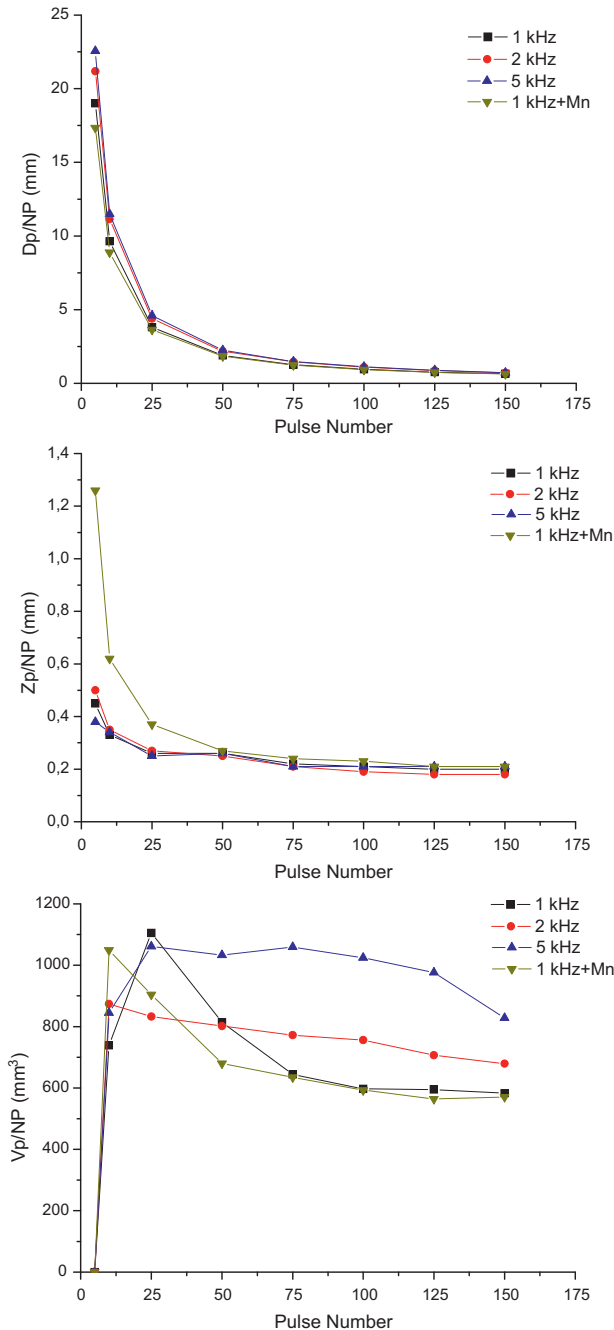 25
20
15
10
5
0
Dp/NP (mm)
1 kHz
2 kHz
5 kHz
1 kHz+Mn
0 25 50 75 100 125 150 175
Pulse Number
1,4
1,2
1,0
0,8
0,6
0,4
0,2
0,0
Zp/NP (mm)
1 kHz
2 kHz
5 kHz
1 kHz+Mn
0 25 50 75 100 125 150 175
Pulse Number
1200
1000
800
600
400
200
0
Vp/NP (mm³)
1 kHz
2 kHz
5 kHz
1 kHz+Mn
0 25 50 75 100 125 150 175
Pulse Number